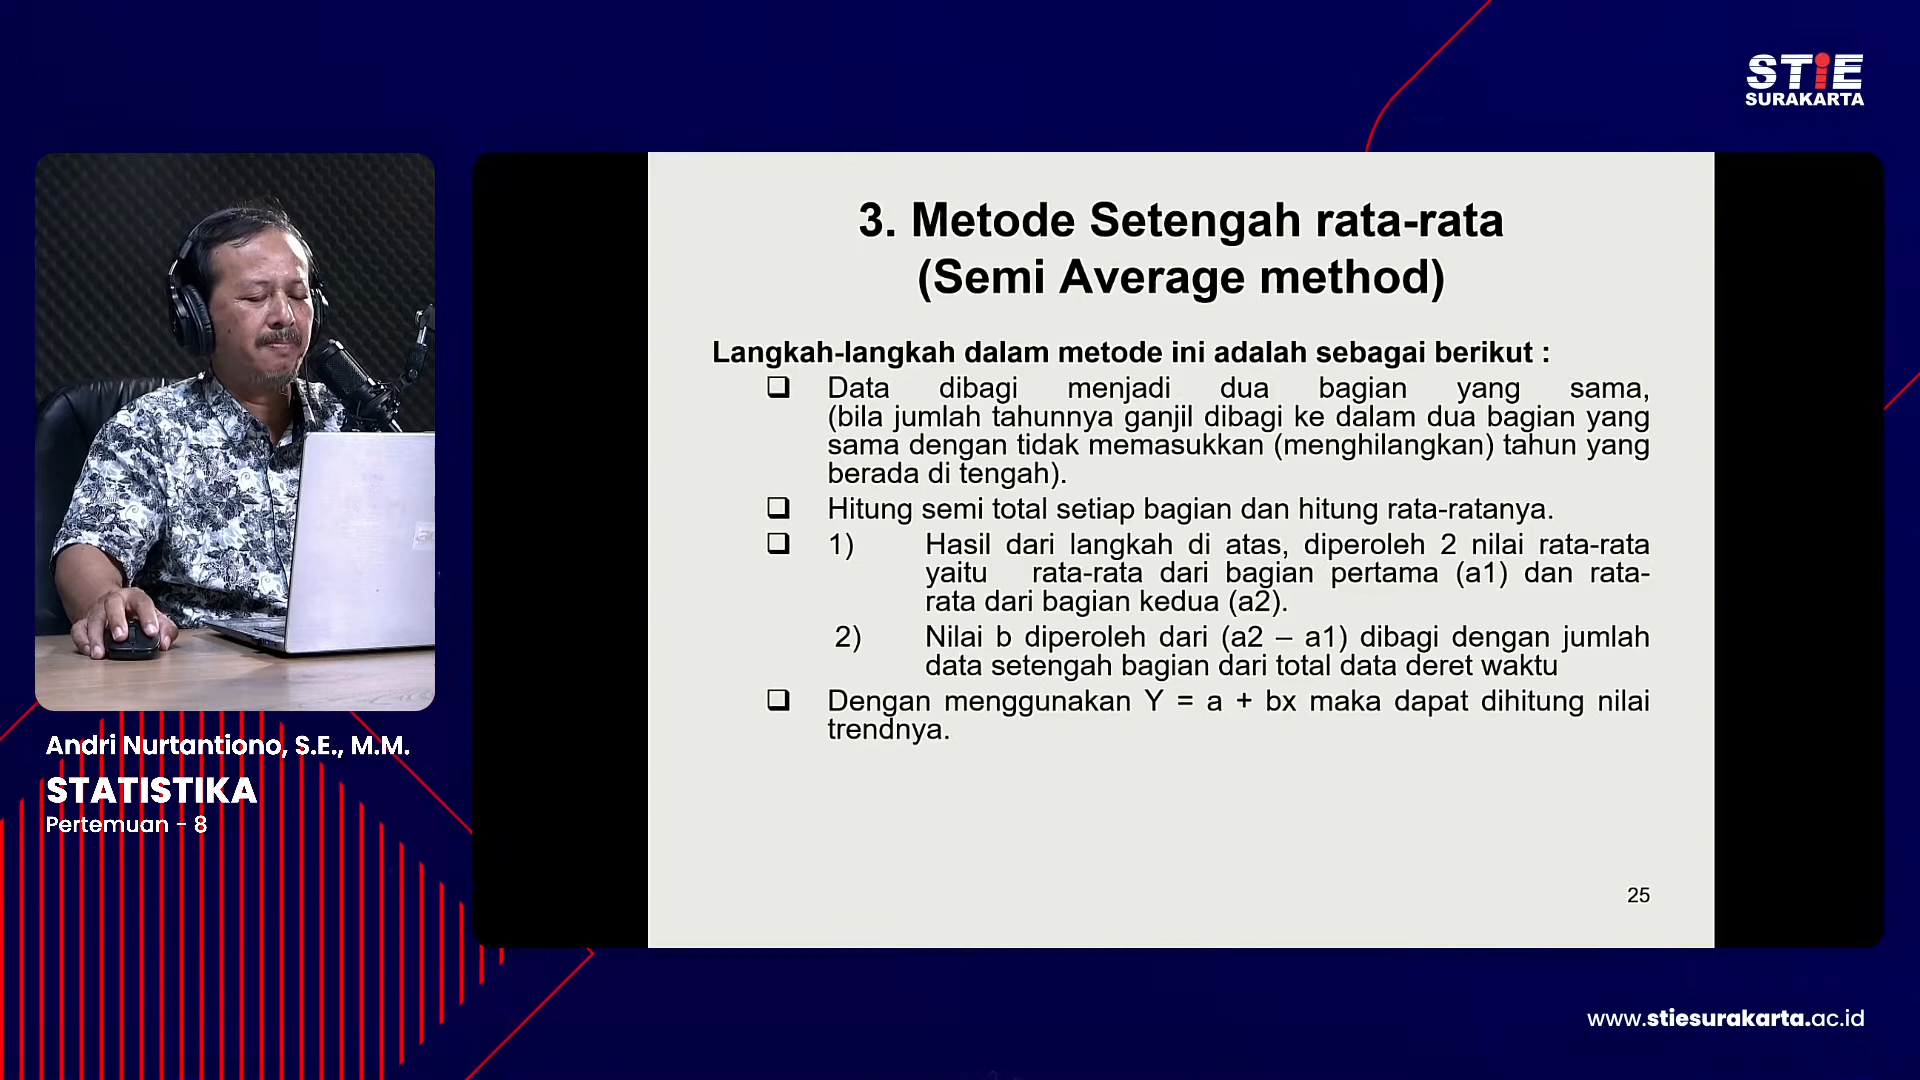 STiE
SURAKARTA
3. Metode Setengah rata-rata
(Semi Average method)
Langkah-langkah dalam metode ini adalah sebagai berikut :
❑ Data dibagi menjadi dua bagian yang sama,
(bila jumlah tahunnya ganjil dibagi ke dalam dua bagian yang
sama dengan tidak memasukkan (menghilangkan) tahun yang
berada di tengah).
❑ Hitung semi total setiap bagian dan hitung rata-ratanya.
❑ 1) Hasil dari langkah di atas, diperoleh 2 nilai rata-rata
yaitu rata-rata dari bagian pertama (a1) dan rata-
rata dari bagian kedua (a2).
2) Nilai b diperoleh dari (a2 – a1) dibagi dengan jumlah
data setengah bagian dari total data deret waktu
❑ Dengan menggunakan Y = a + bx maka dapat dihitung nilai
trendnya.
25
Andri Nurtantiono, S.E., M.M.
STATISTIKA
Pertemuan - 8
www.stiesurakarta.ac.id